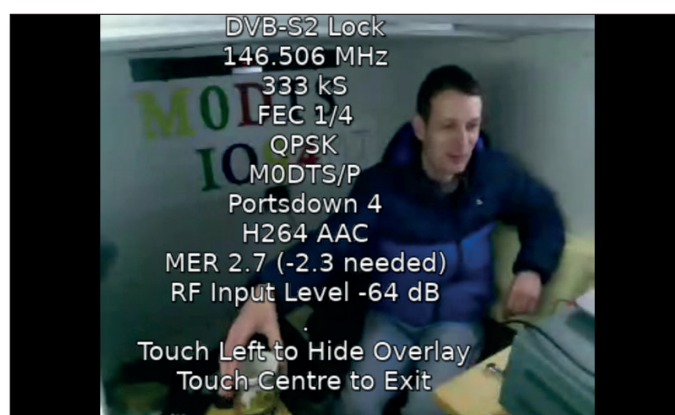 DVB-S2 Lock
146.506 MHz
333 kS
FEC 1/4
QPSK
M0DTS/P
Portsdown 4
H264 AAC
MER 2.7 (-2.3 needed)
RF Input Level -64 dB
.
Touch Left to Hide Overlay
Touch Centre to Exit
M0DTS